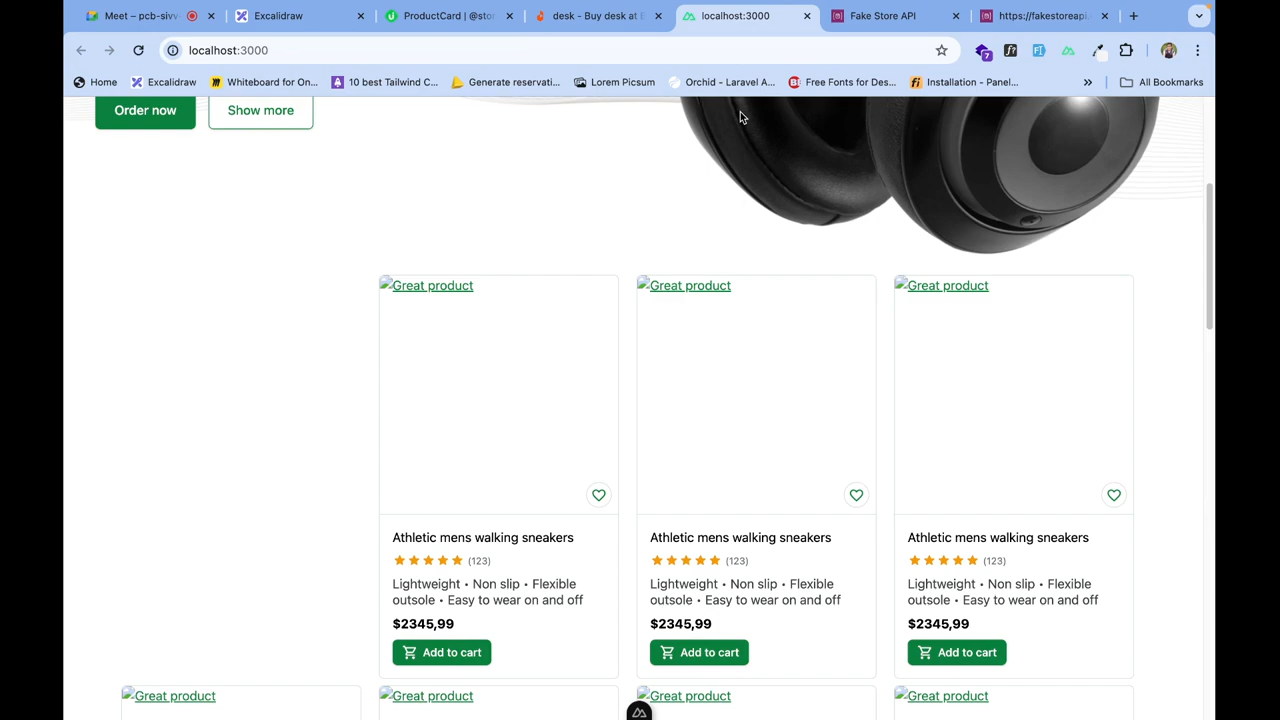 Meet – pcb-sivv
Excalidraw
ProductCard | @stor
desk - Buy desk at B
localhost:3000
Fake Store API
https://fakestoreapi.
localhost:3000
7
Home
Excalidraw
Whiteboard for On...
10 best Tailwind C...
Generate reservati...
Lorem Picsum
Orchid - Laravel A...
Free Fonts for Des...
Installation - Panel...
»
All Bookmarks
Order now
Show more
Great product
Great product
Great product
Athletic mens walking sneakers
Athletic mens walking sneakers
Athletic mens walking sneakers
(123)
(123)
(123)
Lightweight • Non slip • Flexible
outsole • Easy to wear on and off
Lightweight • Non slip • Flexible
outsole • Easy to wear on and off
Lightweight • Non slip • Flexible
outsole • Easy to wear on and off
$2345,99
$2345,99
$2345,99
Add to cart
Add to cart
Add to cart
Great product
Great product
Great product
Great product